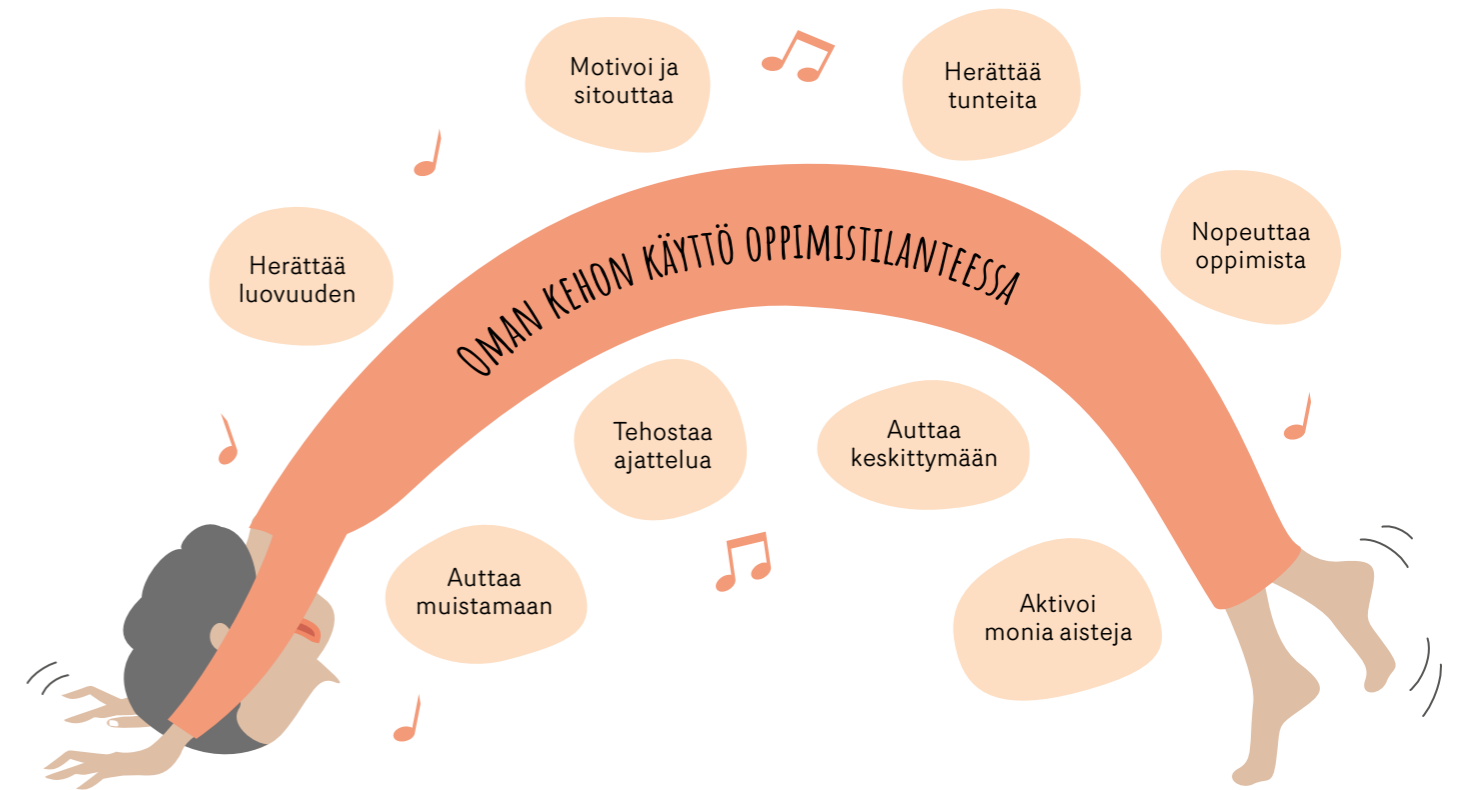 Motivoi ja
sitouttaa
Herättää
tunteita
Herättää
luovuuden
Nopeuttaa
oppimista
OMAN KEHON KÄYTTÖ OPPIMISTILANTEESSA
Tehostaa
ajattelua
Auttaa
keskittymään
Auttaa
muistamaan
Aktivoi
monia aisteja